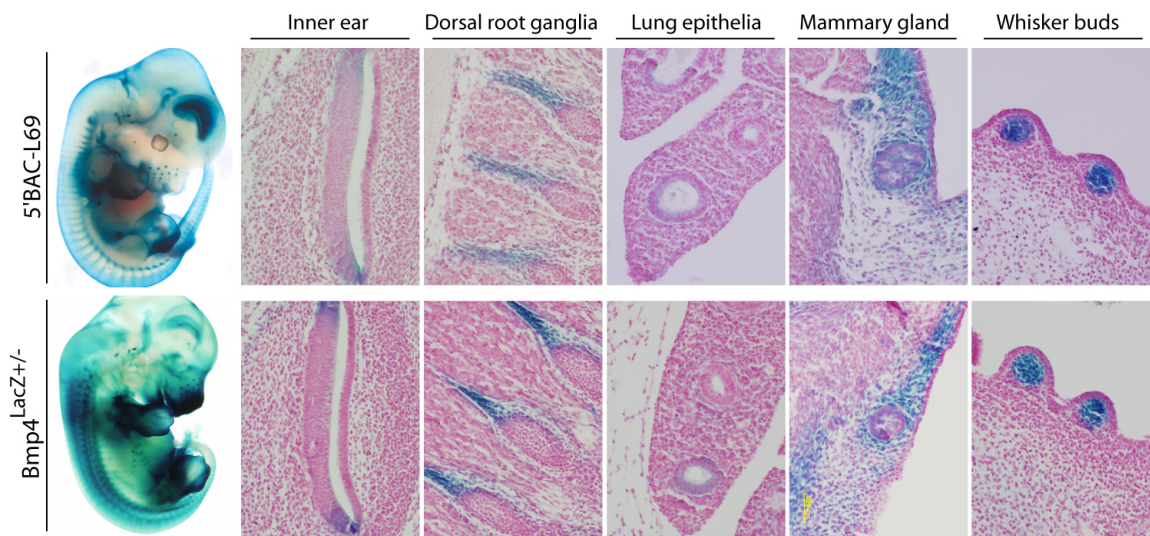 Inner ear
Dorsal root ganglia
Lung epithelia
Mammary gland
Whisker buds
5'BAC-L69
Bmp4LacZ+/-